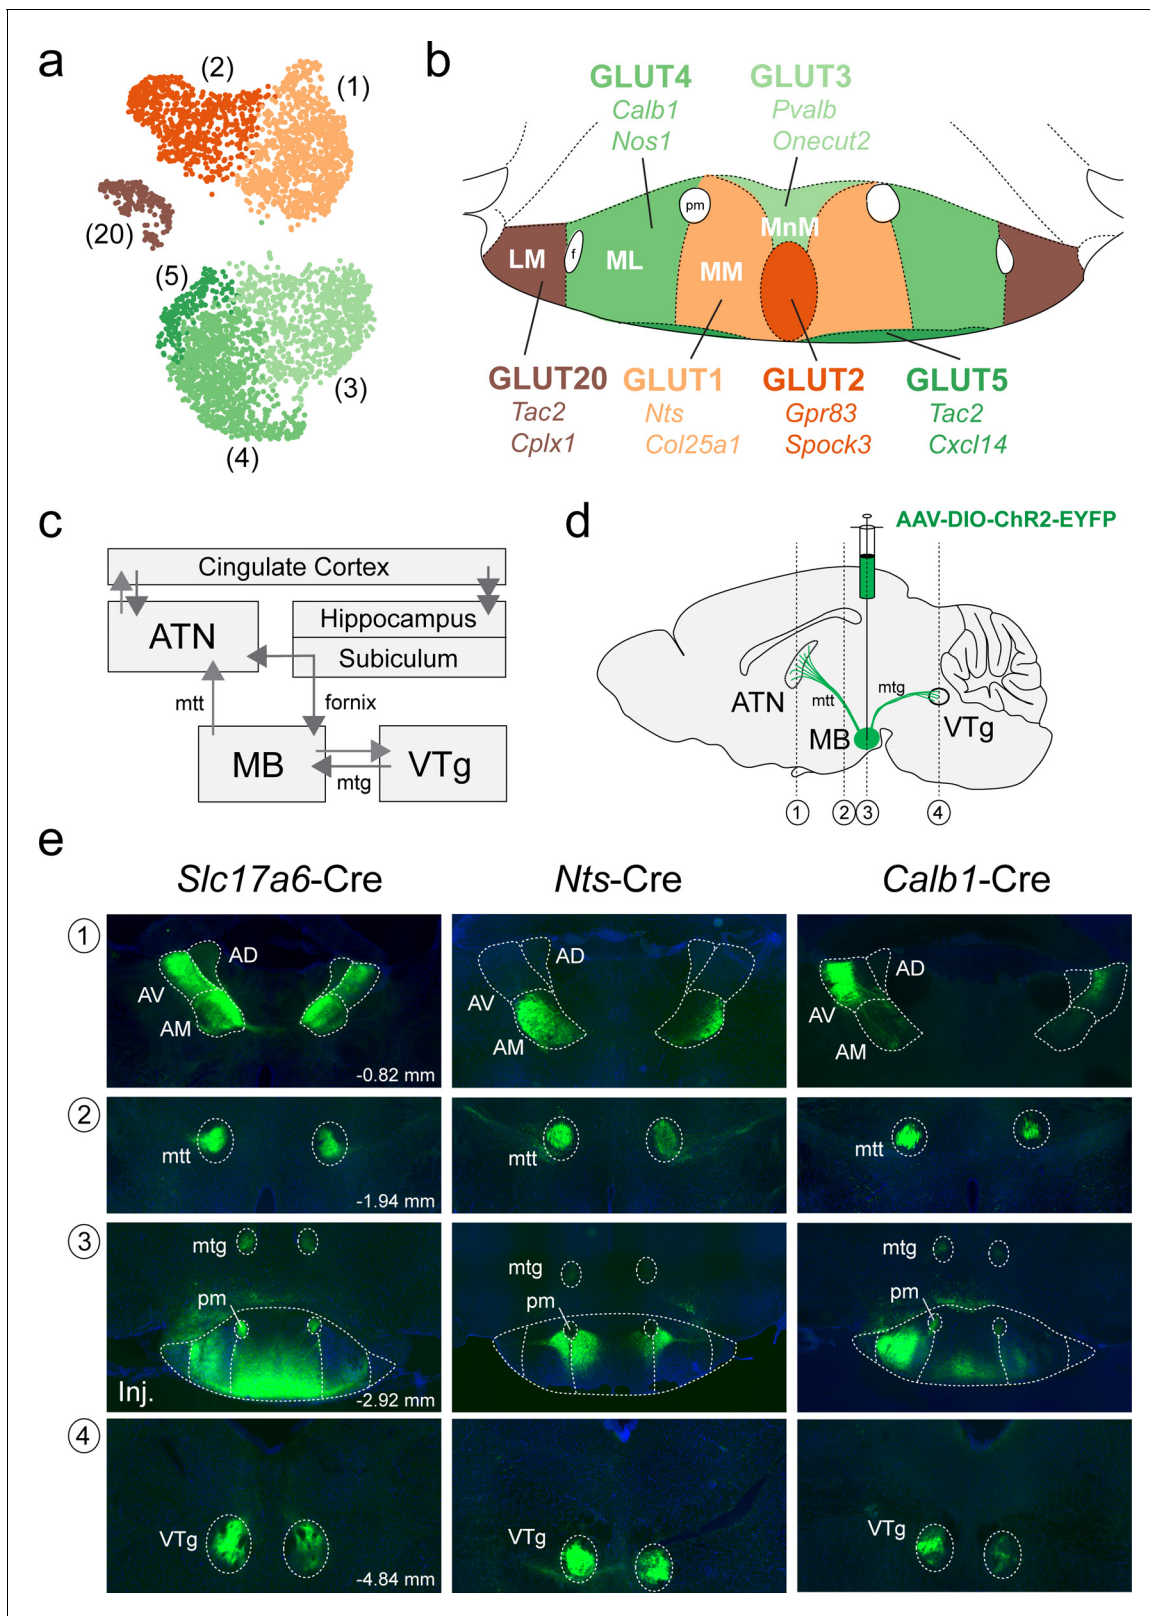 a
(2)
(1)
(20)
(5)
(3)
(4)
b
GLUT4
Calb1
Nos1
GLUT3
Pvalb
Onecut2
pm
MnM
f
LM
ML
MM
GLUT20
Tac2
Cplx1
GLUT1
Nts
Col25a1
GLUT2
Gpr83
Spock3
GLUT5
Tac2
Cxcl14
c
Cingulate Cortex
ATN
Hippocampus
Subiculum
mtt
fornix
MB
VTg
mtg
d
AAV-DIO-ChR2-EYFP
ATN
mtt
mtg
MB
VTg
1
2
3
4
e
Slc17a6-Cre
Nts-Cre
Calb1-Cre
1
AD
AV
AM
-0.82 mm
AD
AV
AM
AD
AV
AM
2
mtt
-1.94 mm
mtt
mtt
3
mtg
pm
Inj.
-2.92 mm
mtg
pm
mtg
pm
4
VTg
-4.84 mm
VTg
VTg